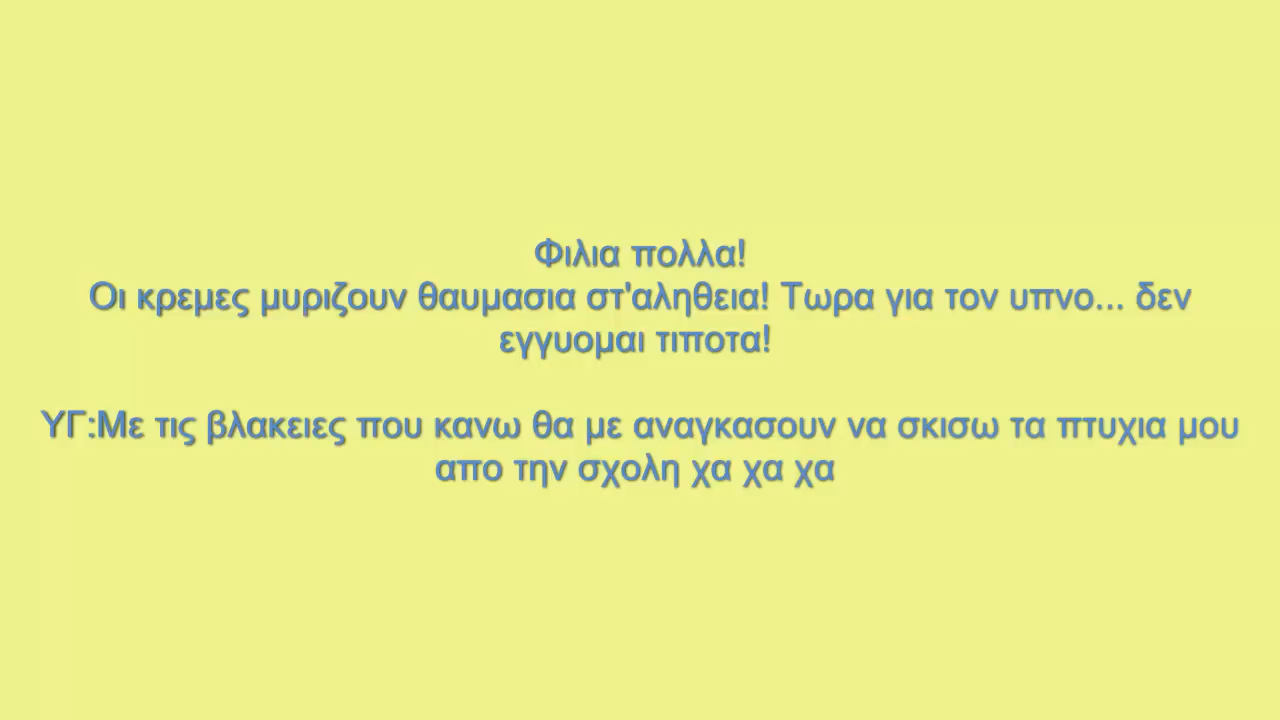 Φιλια πολλα!
Οι κρεμες μυριζουν θαυμασια στ'αληθεια! Τωρα για τον υπνο... δεν
εγγυομαι τιποτα!
ΥΓ:Με τις βλακειες που κανω θα με αναγκασουν να σκισω τα πτυχια μου
απο την σχολη χα χα χα